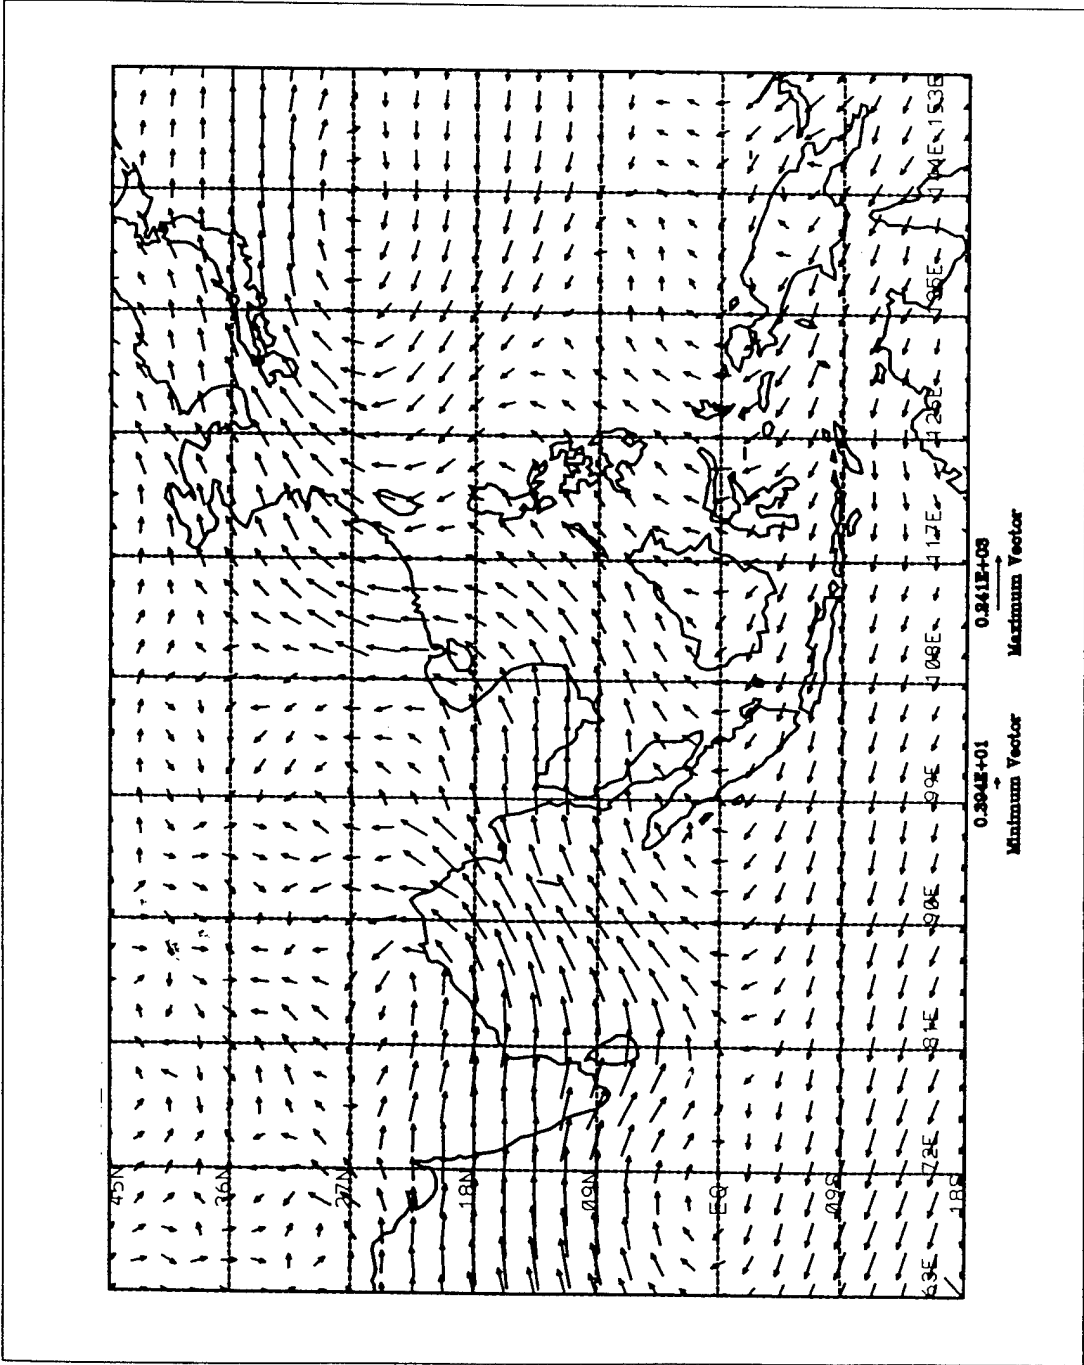 45N
36N
27N
18N
09N
EQ
09S
18S
63E
72E
81E
90E
99E
108E
117E
126E
135E
144E
153E
0.394E+01
Minimum Vector
0.241E+03
Maximum Vector